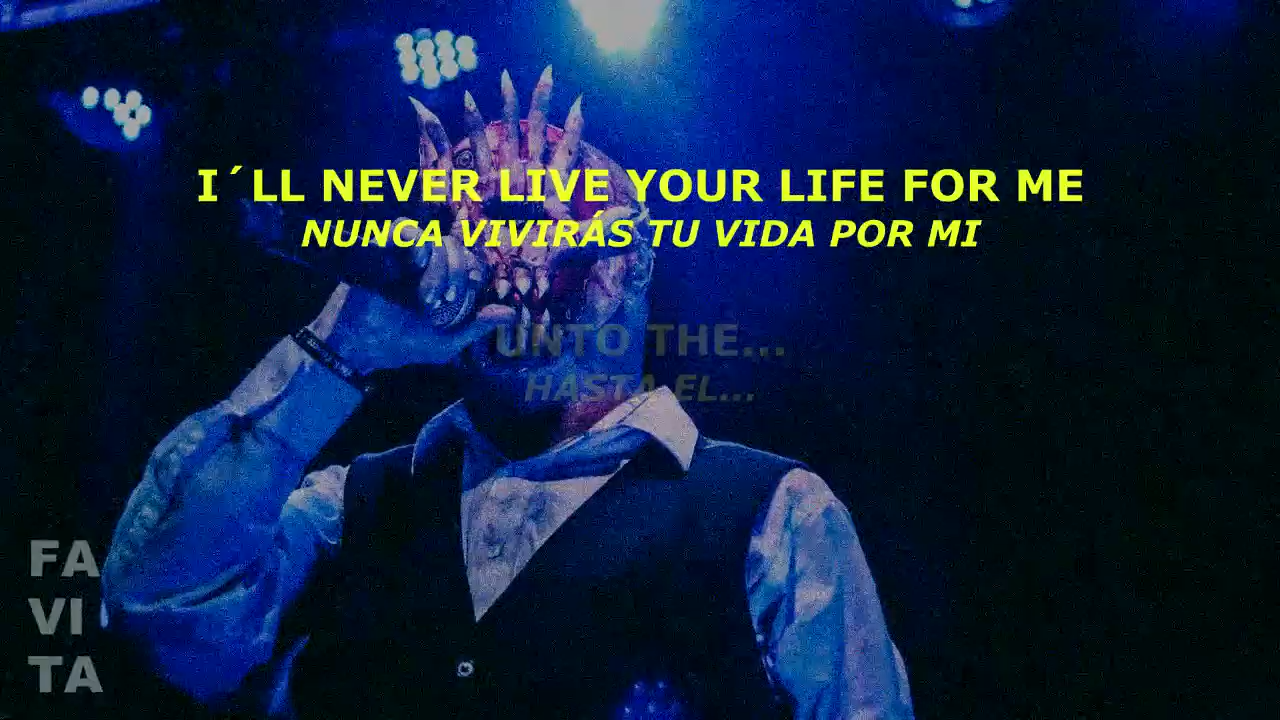 I´LL NEVER LIVE YOUR LIFE FOR ME
NUNCA VIVIRÁS TU VIDA POR MI
UNTO THE...
HASTA EL...
FA
VI
TA